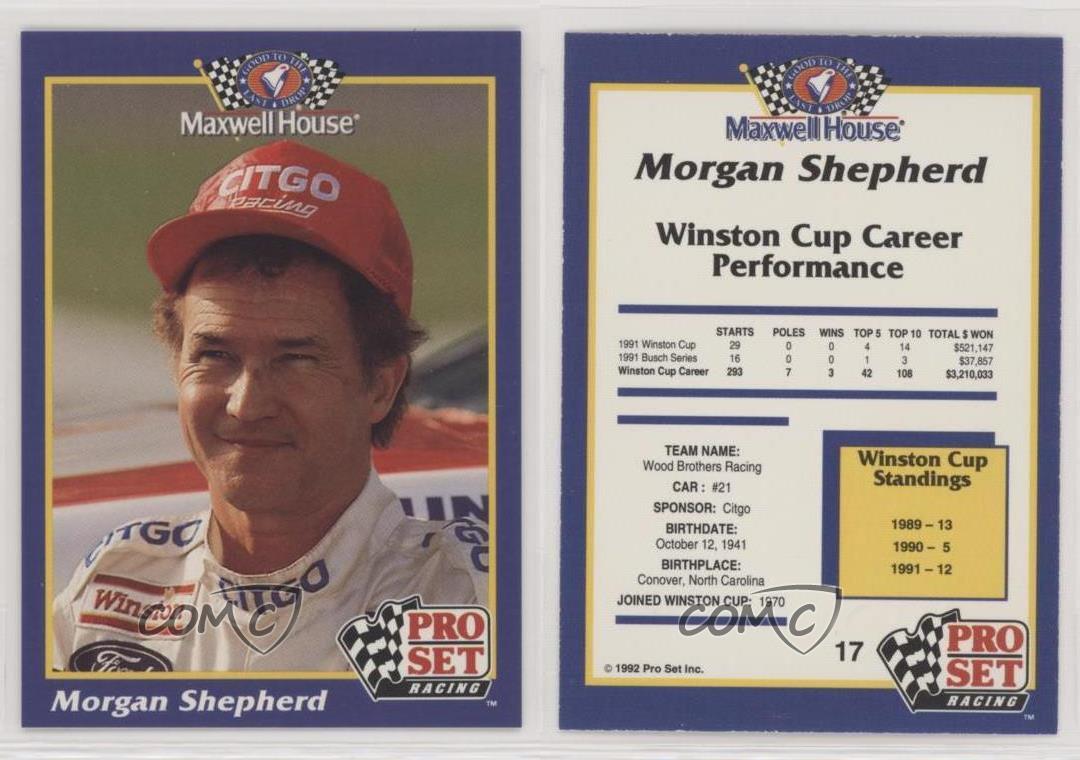 GOOD TO THE
LAST DROP
Maxwell House®
CITGO
Racing
CITGO
CITGO
Winston
Ford
UN
COMC
PRO
SET
RACING
™
Morgan Shepherd
GOOD TO THE
LAST DROP
Maxwell House®
Morgan Shepherd
Winston Cup Career
Performance
STARTS POLES WINS TOP 5 TOP 10 TOTAL $ WON
1991 Winston Cup 29 0 0 4 14 $521,147
1991 Busch Series 16 0 0 1 3 $37,857
Winston Cup Career 293 7 3 42 108 $3,210,033
TEAM NAME:
Wood Brothers Racing
CAR : #21
SPONSOR: Citgo
BIRTHDATE:
October 12, 1941
BIRTHPLACE:
Conover, North Carolina
JOINED WINSTON CUP: 1970
Winston Cup
Standings
1989 – 13
1990 – 5
1991 – 12
COMC
17
© 1992 Pro Set Inc.
PRO
SET
RACING
™